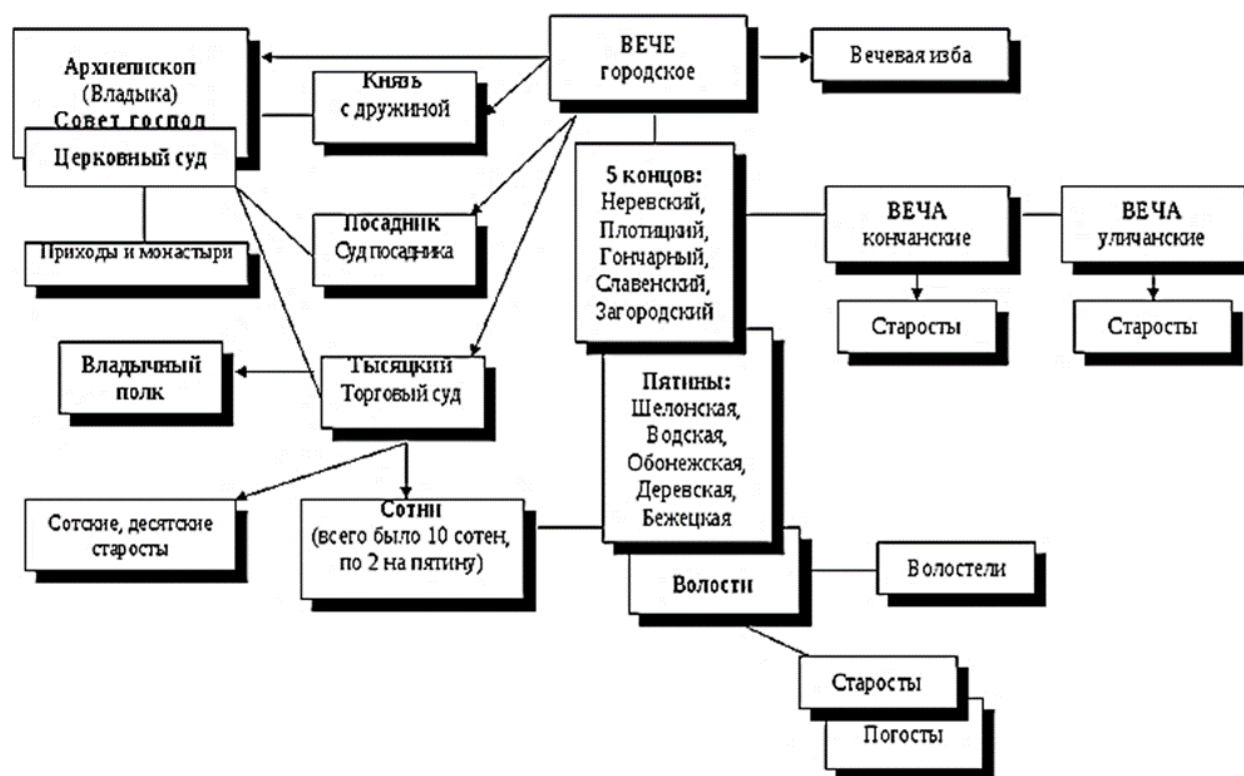 ВЕЧЕ
городское
Вечевая изба
Архиепископ
(Владыка)
Совет господ
Церковный суд
Князь
с дружиной
Приходы и монастыри
Посадник
Суд посадника
5 концов:
Неревский,
Плотицкий,
Гончарный,
Славенский,
Загородский
ВЕЧА
кончанские
ВЕЧА
уличанские
Старосты
Старосты
Владычный
полк
Тысяцкий
Торговый суд
Пятины:
Шелонская,
Водская,
Обонежская,
Деревская,
Бежецкая
Сотские, десятские
старосты
Сотни
(всего было 10 сотен,
по 2 на пятину)
Волости
Волостели
Старосты
Погосты